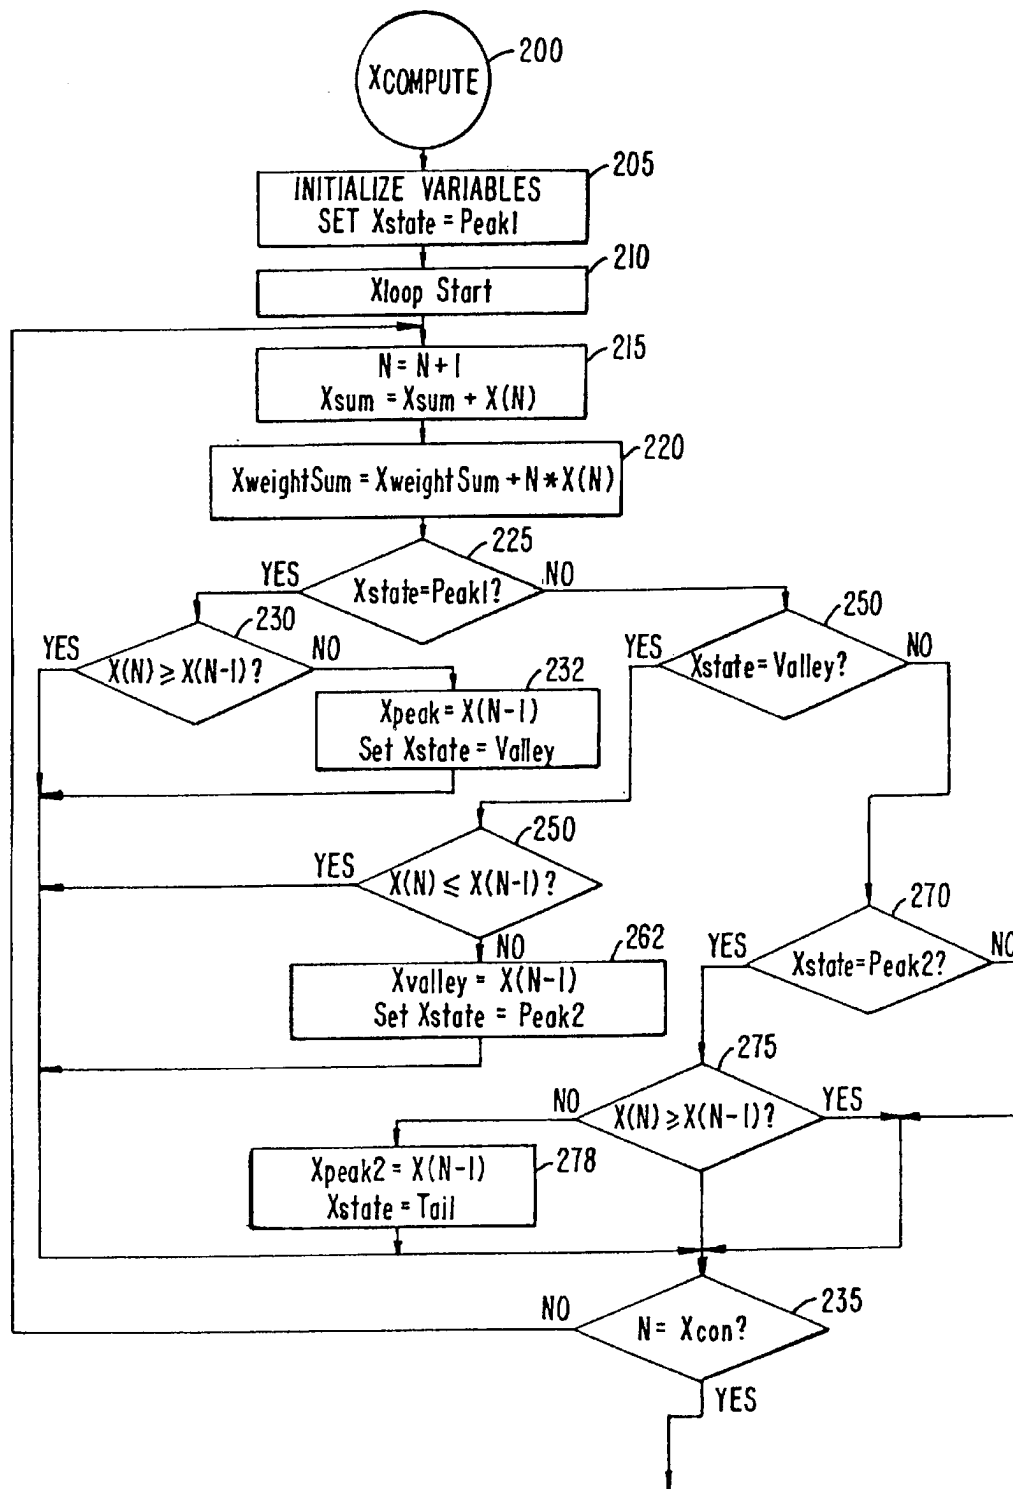 200
XCOMPUTE
205
INITIALIZE VARIABLES
SET Xstate = Peak1
210
Xloop Start
215
N = N + 1
Xsum = Xsum + X(N)
220
XweightSum = XweightSum + N * X(N)
225
YES
Xstate=Peak1?
NO
230
YES
X(N) ≥ X(N-1)?
NO
250
YES
Xstate=Valley?
NO
232
Xpeak = X(N-1)
Set Xstate = Valley
250
YES
X(N) ≤ X(N-1)?
NO
262
Xvalley = X(N-1)
Set Xstate = Peak2
270
YES
Xstate=Peak2?
NO
275
NO
X(N) ≥ X(N-1)?
YES
278
Xpeak2 = X(N-1)
Xstate = Tail
235
NO
N = Xcon?
YES